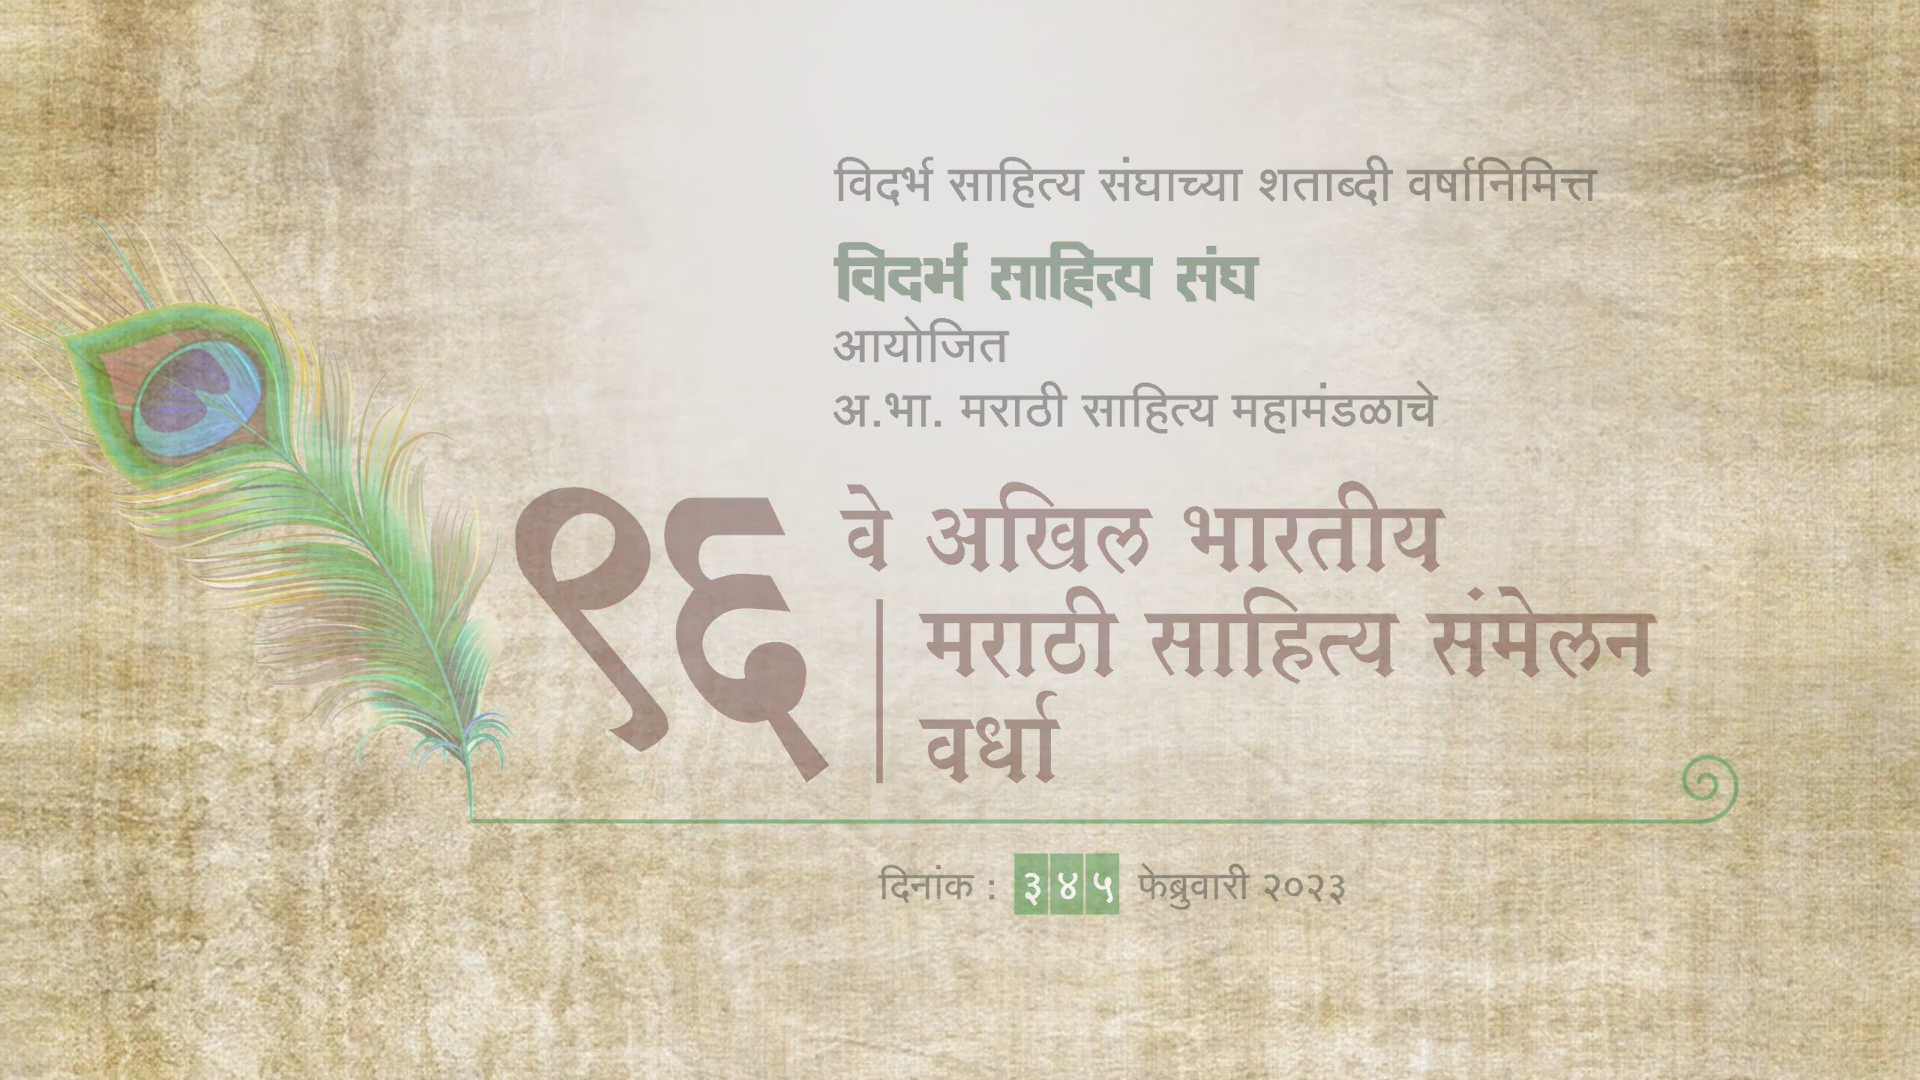 विदर्भ साहित्य संघाच्या शताब्दी वर्षानिमित्त
विदर्भ साहित्य संघ
आयोजित
अ.भा. मराठी साहित्य महामंडळाचे
९६ वे अखिल भारतीय
मराठी साहित्य संमेलन
वर्धा
दिनांक : ३ ४ ५ फेब्रुवारी २०२३